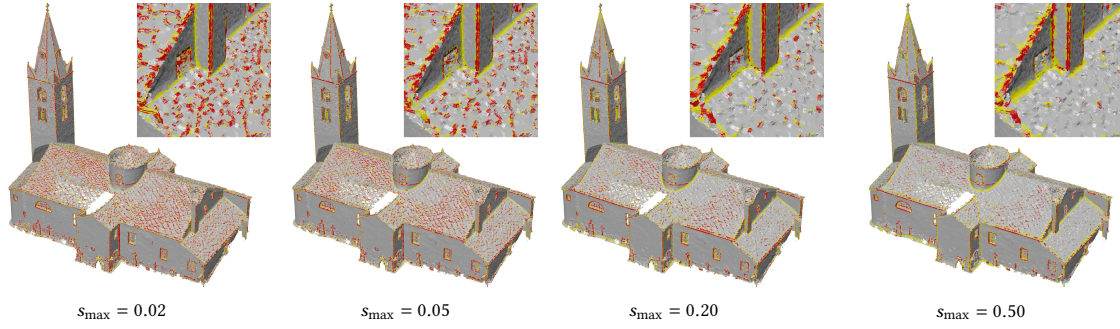 s_max = 0.02
s_max = 0.05
s_max = 0.20
s_max = 0.50